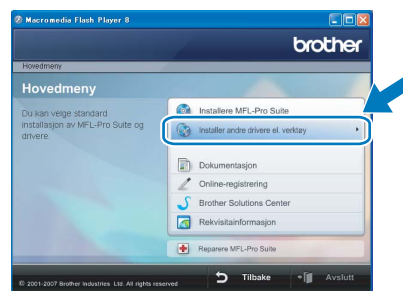 Macromedia Flash Player 8
brother
Hovedmeny
Hovedmeny
Du kan velge standard
installasjon av MFL-Pro Suite og
drivere.
Installere MFL-Pro Suite
Installer andre drivere el. verktøy
Dokumentasjon
Online-registrering
Brother Solutions Center
Rekvisitainformasjon
Reparere MFL-Pro Suite
© 2001-2007 Brother Industries Ltd. All rights reserved
Tilbake
Avslutt